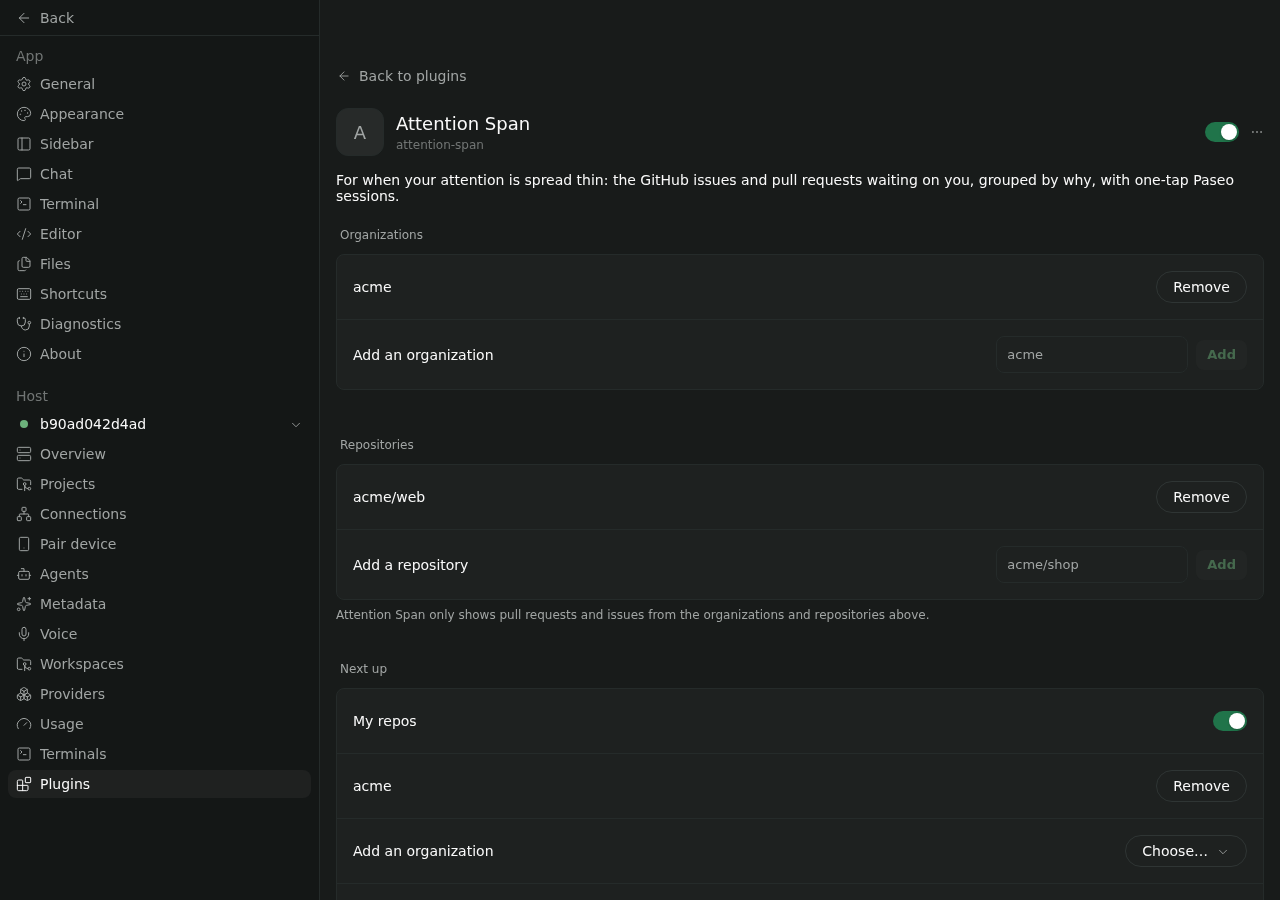 Back
App
General
Appearance
Sidebar
Chat
Terminal
Editor
Files
Shortcuts
Diagnostics
About
Host
b90ad042d4ad
Overview
Projects
Connections
Pair device
Agents
Metadata
Voice
Workspaces
Providers
Usage
Terminals
Plugins
Back to plugins
A
Attention Span
attention-span
For when your attention is spread thin: the GitHub issues and pull requests waiting on you, grouped by why, with one-tap Paseo
sessions.
Organizations
acme
Remove
Add an organization
acme
Add
Repositories
acme/web
Remove
Add a repository
acme/shop
Add
Attention Span only shows pull requests and issues from the organizations and repositories above.
Next up
My repos
acme
Remove
Add an organization
Choose...